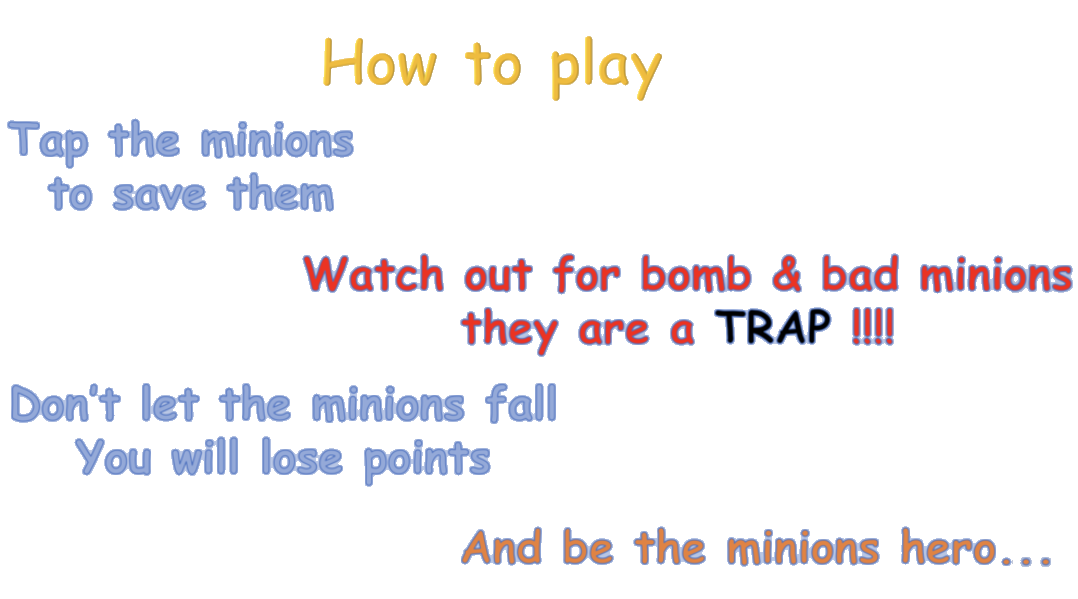 How to play
Tap the minions
to save them
Watch out for bomb & bad minions
they are a TRAP !!!!
Don't let the minions fall
You will lose points
And be the minions hero...